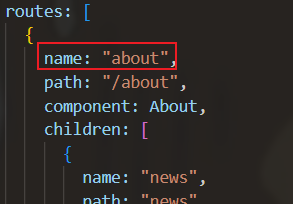 routes: [
{
name: "about",
path: "/about",
component: About,
children: [
{
name: "news",
path: "news",